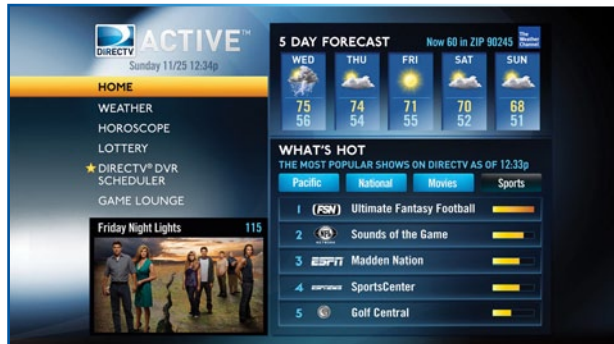 DIRECTV
ACTIVE™
Sunday 11/25 12:34p
HOME
WEATHER
HOROSCOPE
LOTTERY
DIRECTV® DVR
SCHEDULER
GAME LOUNGE
Friday Night Lights 115
5 DAY FORECAST Now 60 in ZIP 90245
The
Weather
Channel
WED THU FRI SAT SUN
75 74 71 70 68
56 54 55 52 51
WHAT'S HOT
THE MOST POPULAR SHOWS ON DIRECTV AS OF 12:33p
Pacific National Movies Sports
1 FSN Ultimate Fantasy Football
2 NFL NETWORK Sounds of the Game
3 ESPN Madden Nation
4 ESPNEWS SportsCenter
5 Golf Central